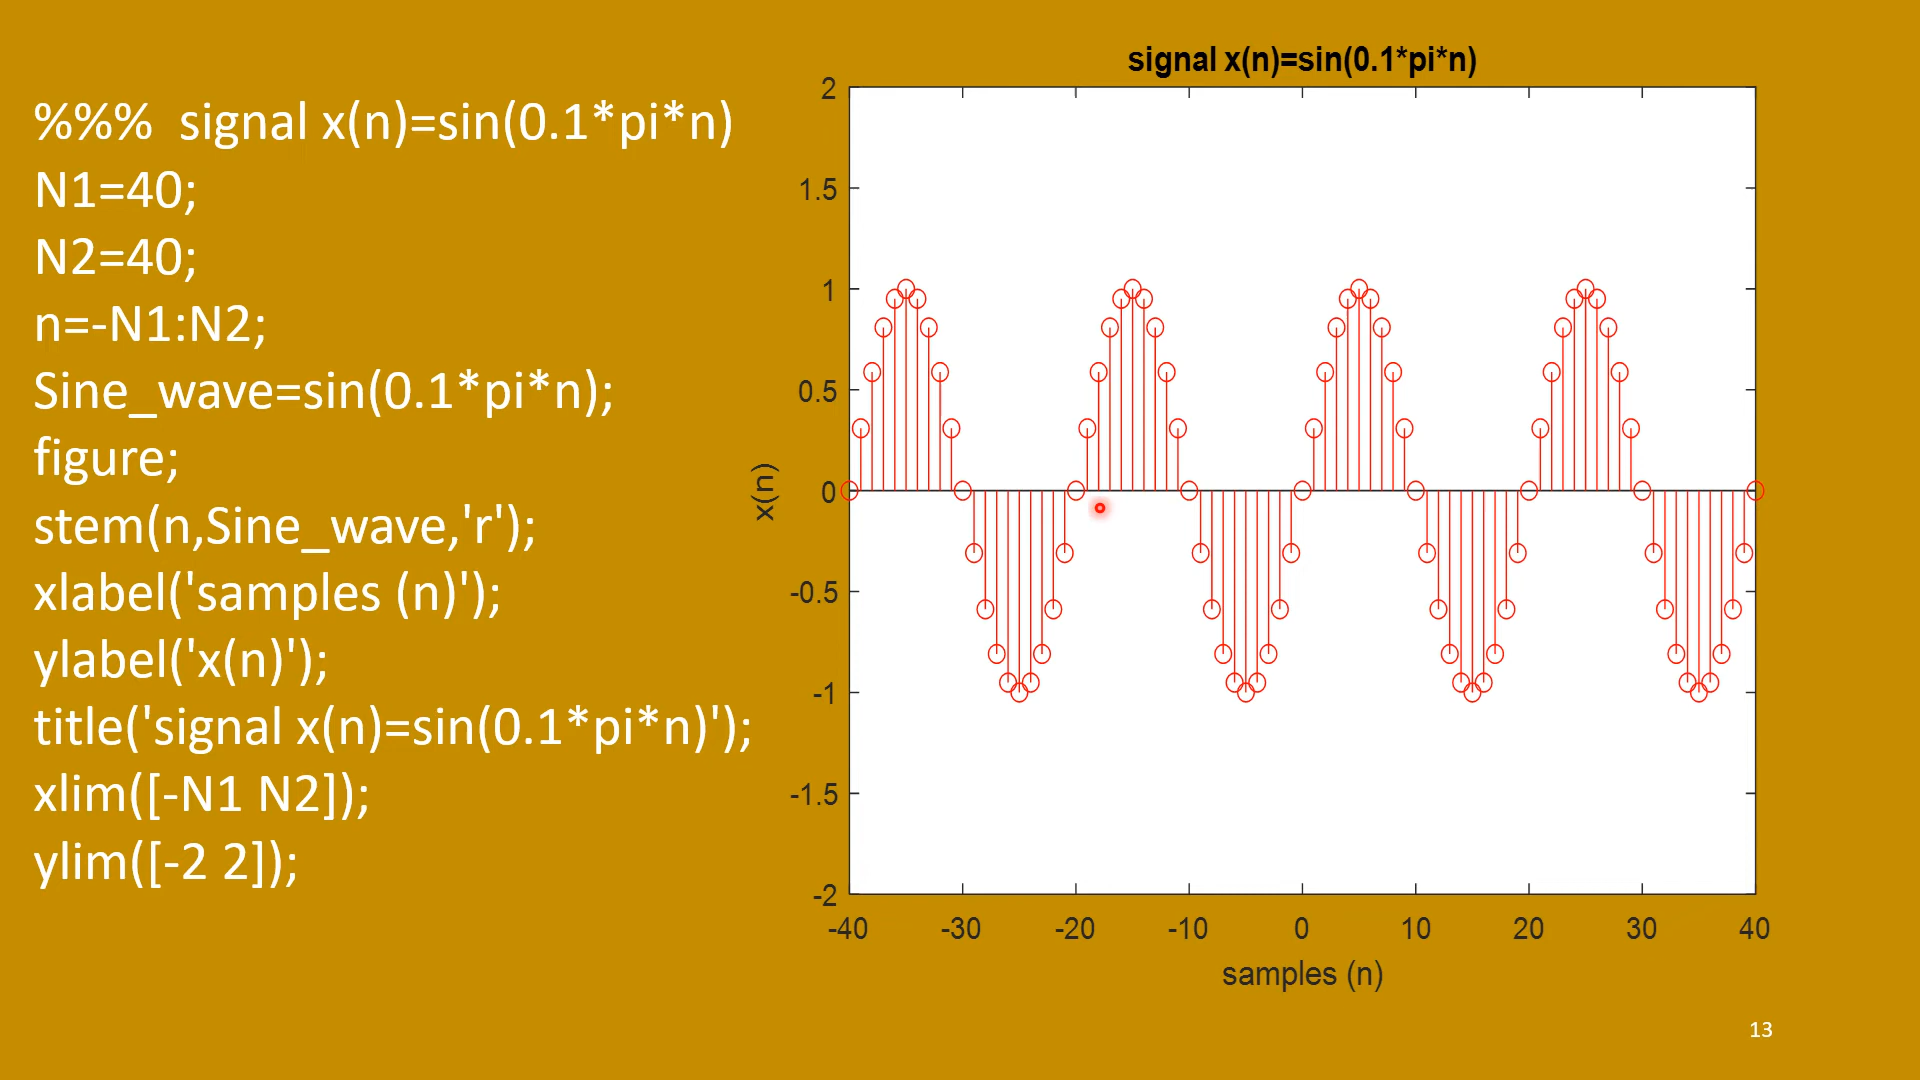 %%% signal x(n)=sin(0.1*pi*n)
N1=40;
N2=40;
n=-N1:N2;
Sine_wave=sin(0.1*pi*n);
figure;
stem(n,Sine_wave,'r');
xlabel('samples (n)');
ylabel('x(n)');
title('signal x(n)=sin(0.1*pi*n)');
xlim([-N1 N2]);
ylim([-2 2]);
signal x(n)=sin(0.1*pi*n)
2
1.5
1
0.5
0
-0.5
-1
-1.5
-2
x(n)
-40 -30 -20 -10 0 10 20 30 40
samples (n)
13